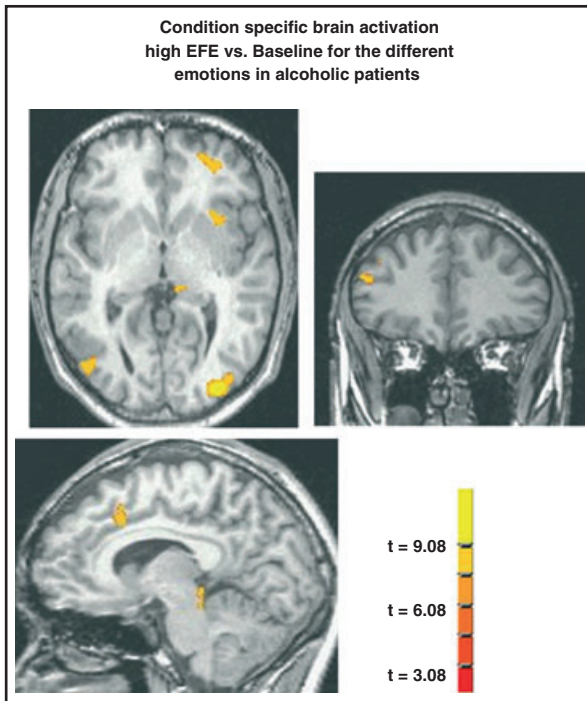 Condition specific brain activation
high EFE vs. Baseline for the different
emotions in alcoholic patients
t = 9.08
t = 6.08
t = 3.08